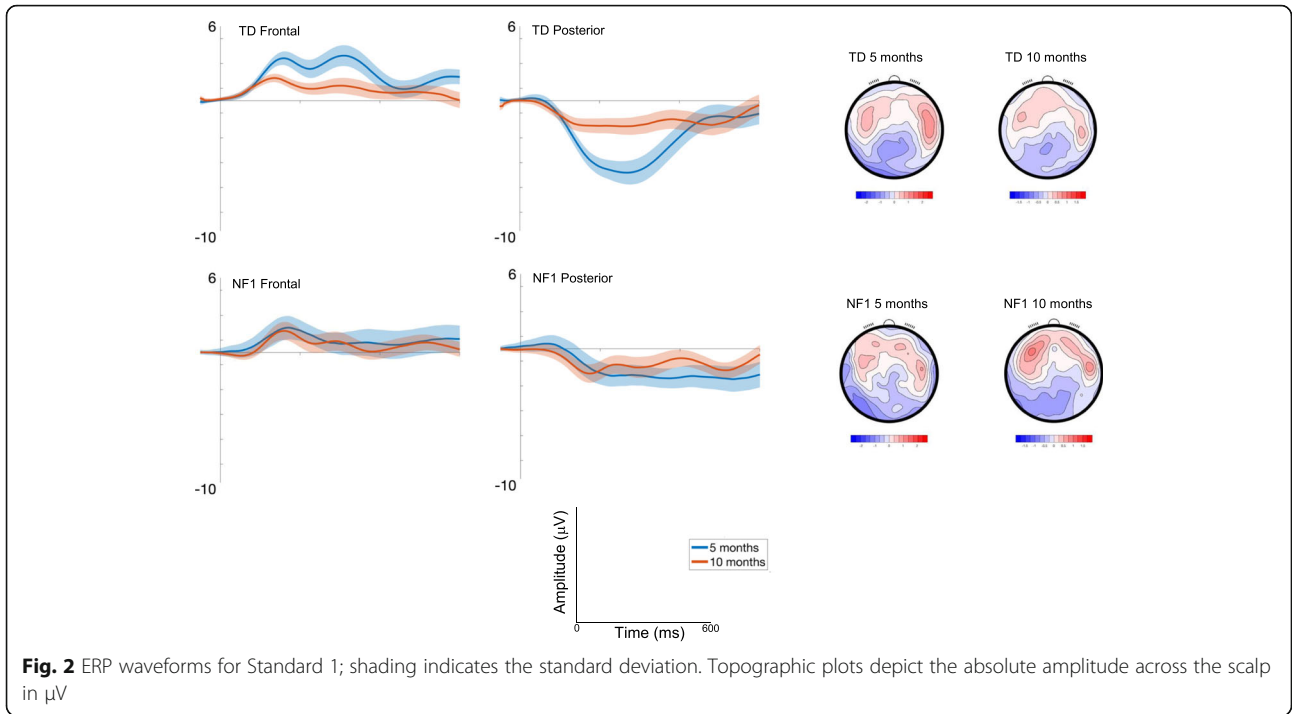 6
TD Frontal
-10
6
TD Posterior
-10
TD 5 months
TD 10 months
6
NF1 Frontal
-10
6
NF1 Posterior
-10
NF1 5 months
NF1 10 months
Amplitude (μV)
0
Time (ms)
600
5 months
10 months
Fig. 2 ERP waveforms for Standard 1; shading indicates the standard deviation. Topographic plots depict the absolute amplitude across the scalp
in μV